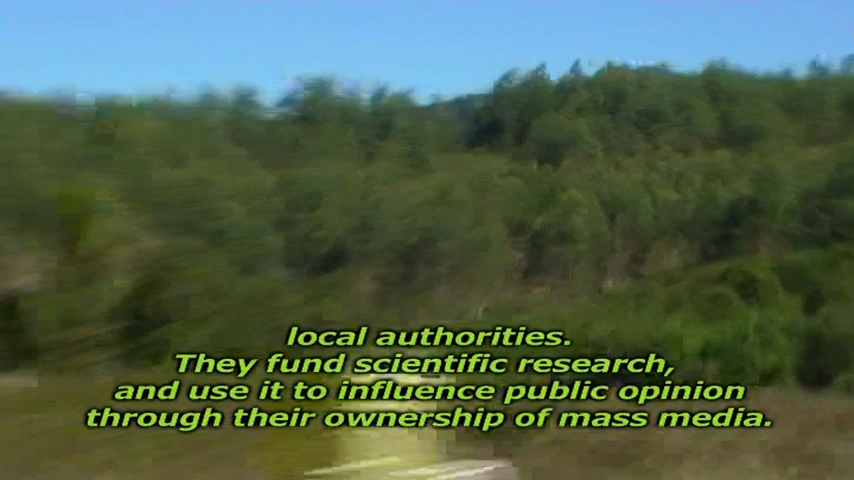 local authorities.
They fund scientific research,
and use it to influence public opinion
through their ownership of mass media.